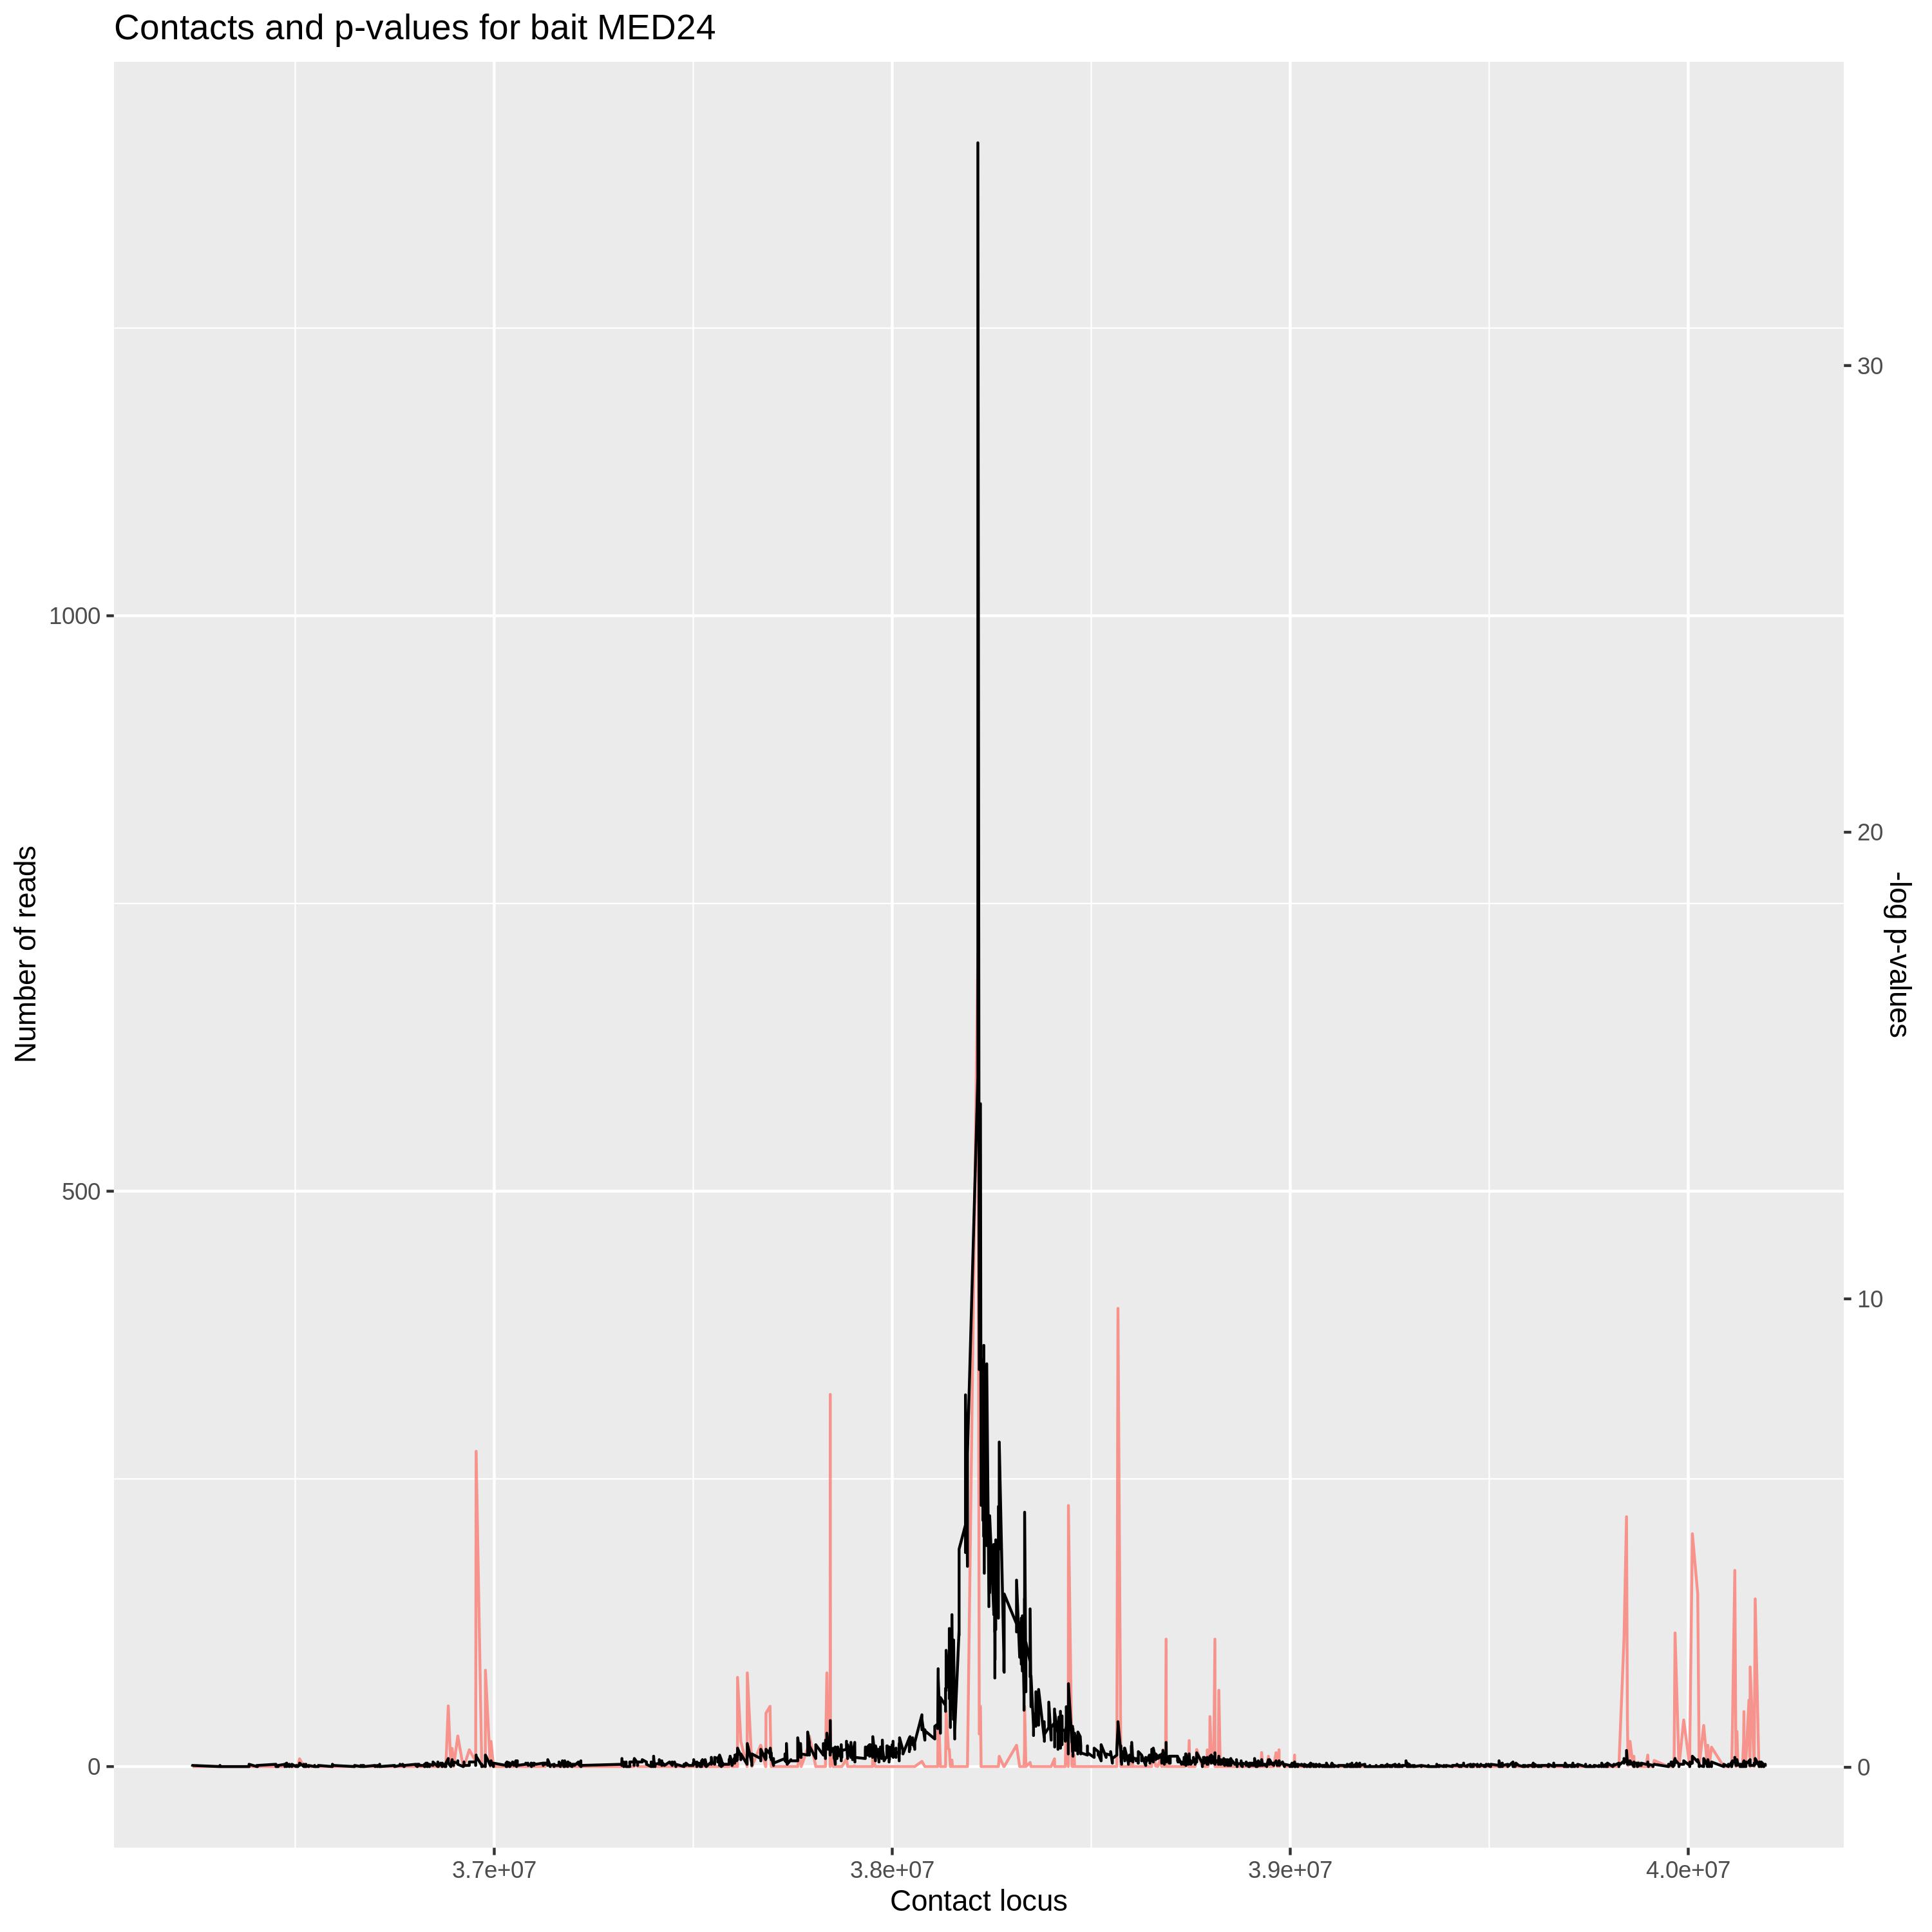 Contacts and p-values for bait MED24
Number of reads
1000
500
0
30
20
10
0
-log p-values
3.7e+07
3.8e+07
3.9e+07
4.0e+07
Contact locus